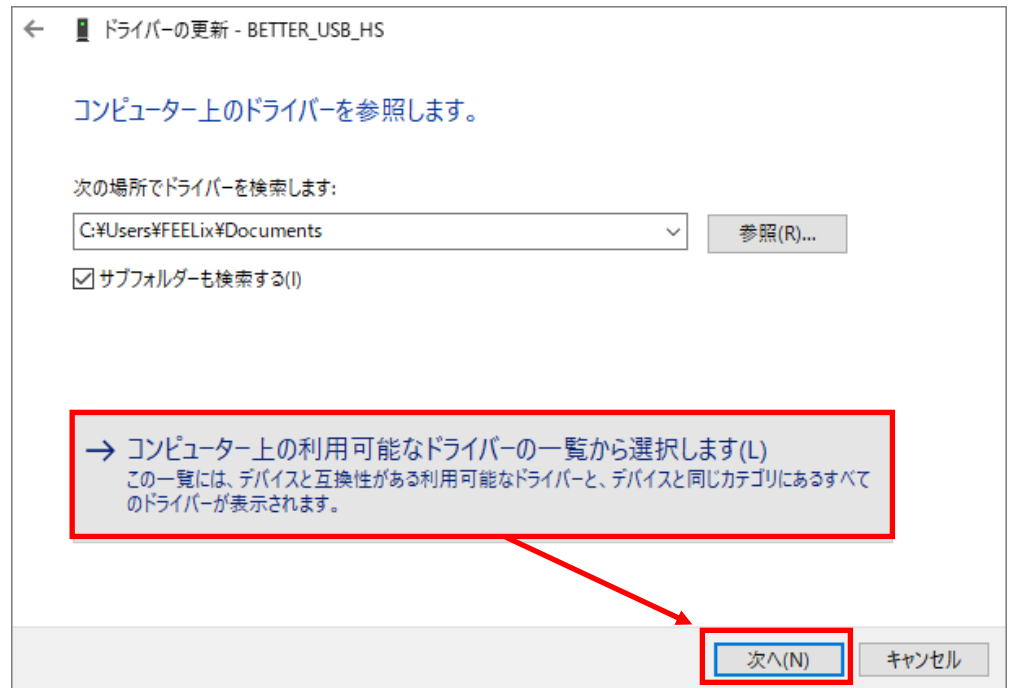 ドライバーの更新 - BETTER_USB_HS
コンピューター上のドライバーを参照します。
次の場所でドライバーを検索します:
C:¥Users¥FEELix¥Documents
参照(R)...
サブフォルダーも検索する(I)
コンピューター上の利用可能なドライバーの一覧から選択します(L)
この一覧には、デバイスと互換性がある利用可能なドライバーと、デバイスと同じカテゴリにあるすべて
のドライバーが表示されます。
次へ(N)
キャンセル